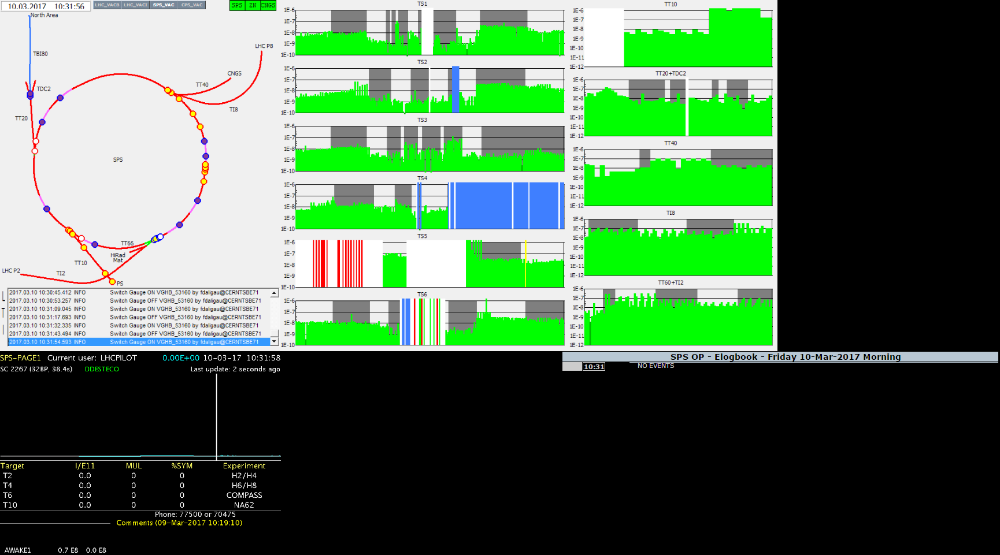 10.03.2017 10:31:56 LHC_VACB LHC_VACI SPS_VAC CPS_VAC SPS ZN CNGS
North Area
LHC P8
TBI80
CNGS
TT40
TDC2
TI8
TT20
SPS
TT66
HiRad
Mat
TT10
LHC P2
TI2
PS
2017.03.10 10:30:45.412 INFO Switch Gauge ON VGHB_53160 by fdaligau@CERNTSBE71
2017.03.10 10:30:53.257 INFO Switch Gauge OFF VGHB_53160 by fdaligau@CERNTSBE71
2017.03.10 10:31:09.045 INFO Switch Gauge ON VGHB_53160 by fdaligau@CERNTSBE71
2017.03.10 10:31:17.693 INFO Switch Gauge OFF VGHB_53160 by fdaligau@CERNTSBE71
2017.03.10 10:31:32.335 INFO Switch Gauge ON VGHB_53160 by fdaligau@CERNTSBE71
2017.03.10 10:31:43.494 INFO Switch Gauge OFF VGHB_53160 by fdaligau@CERNTSBE71
2017.03.10 10:31:54.593 INFO Switch Gauge ON VGHB_53160 by fdaligau@CERNTSBE71
TS1
1E-6
1E-7
1E-8
1E-9
1E-10
TS2
1E-6
1E-7
1E-8
1E-9
1E-10
TS3
1E-6
1E-7
1E-8
1E-9
1E-10
TS4
1E-6
1E-7
1E-8
1E-9
1E-10
TS5
1E-6
1E-7
1E-8
1E-9
1E-10
TS6
1E-6
1E-7
1E-8
1E-9
1E-10
TT10
1E-6
1E-7
1E-8
1E-9
1E-10
1E-11
1E-12
TT20+TDC2
1E-6
1E-7
1E-8
1E-9
1E-10
1E-11
1E-12
TT40
1E-6
1E-7
1E-8
1E-9
1E-10
1E-11
1E-12
TI8
1E-6
1E-7
1E-8
1E-9
1E-10
1E-11
1E-12
TT60+TI2
1E-6
1E-7
1E-8
1E-9
1E-10
1E-11
1E-12
SPS-PAGE1 Current user: LHCPILOT 0.00E+00 10-03-17 10:31:58
SC 2267 (32BP, 38.4s) DDESTECO Last update: 2 seconds ago
Target I/E11 MUL %SYM Experiment
T2 0.0 0 0 H2/H4
T4 0.0 0 0 H6/H8
T6 0.0 0 0 COMPASS
T10 0.0 0 0 NA62
Phone: 77500 or 70475
Comments (09-Mar-2017 10:19:10)
AWAKE1 0.7 E8 0.0 E8
SPS OP - Elogbook - Friday 10-Mar-2017 Morning
10:31 NO EVENTS